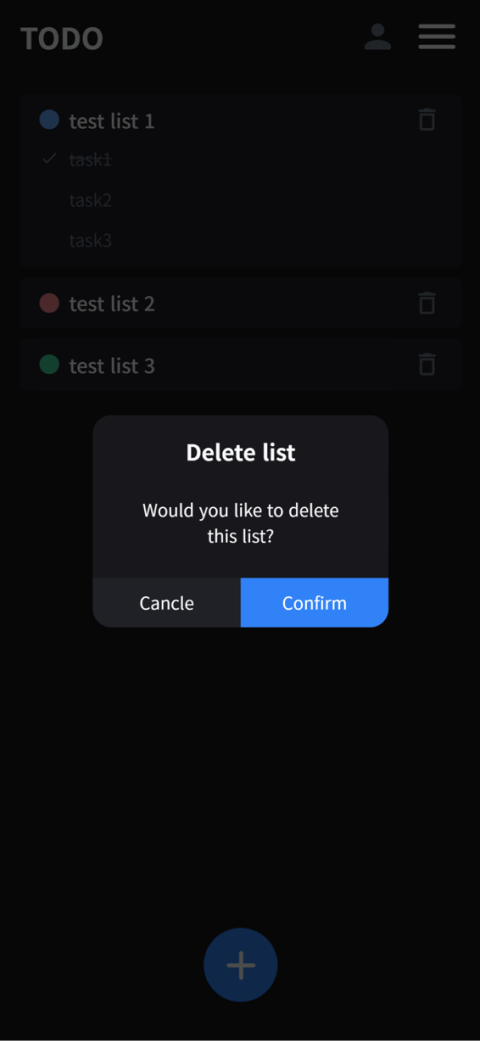 TODO
test list 1
task1
task2
task3
test list 2
test list 3
Delete list
Would you like to delete
this list?
Cancle
Confirm